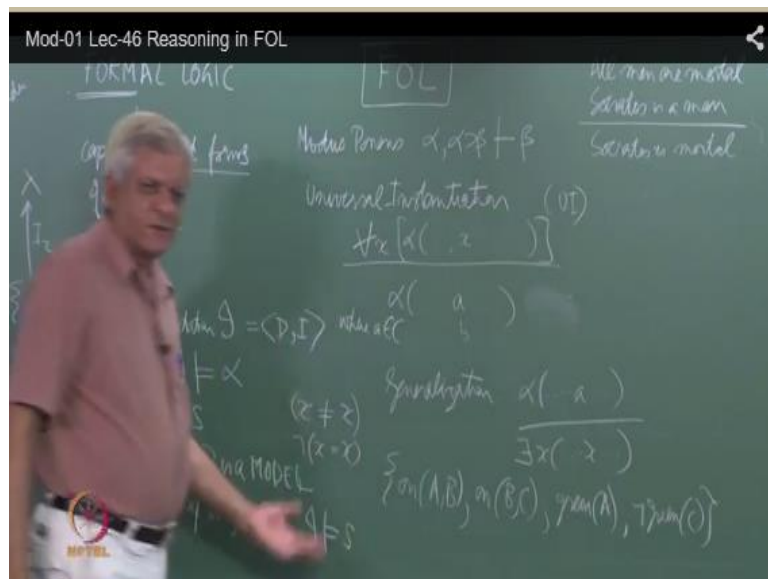 Mod-01 Lec-46 Reasoning in FOL
FORMAL LOGIC
FOL
All men are mortal
Socrates is a man
Socrates is mortal
forms
Modus Ponens α, α⊃β ⊢ β
Universal Instantiation (UI)
∀x [α( , x )]
α( a )
b
λ
I₂
𝓘 = ⟨D, I⟩ where a∈C
⊨ α
S
(x ≠ x)
¬(x = x)
Generalization α( a )
∃x( x )
MODEL
⊨ S
S
{on(A,B), on(B,C), green(A), ¬green(C)}
NPTEL